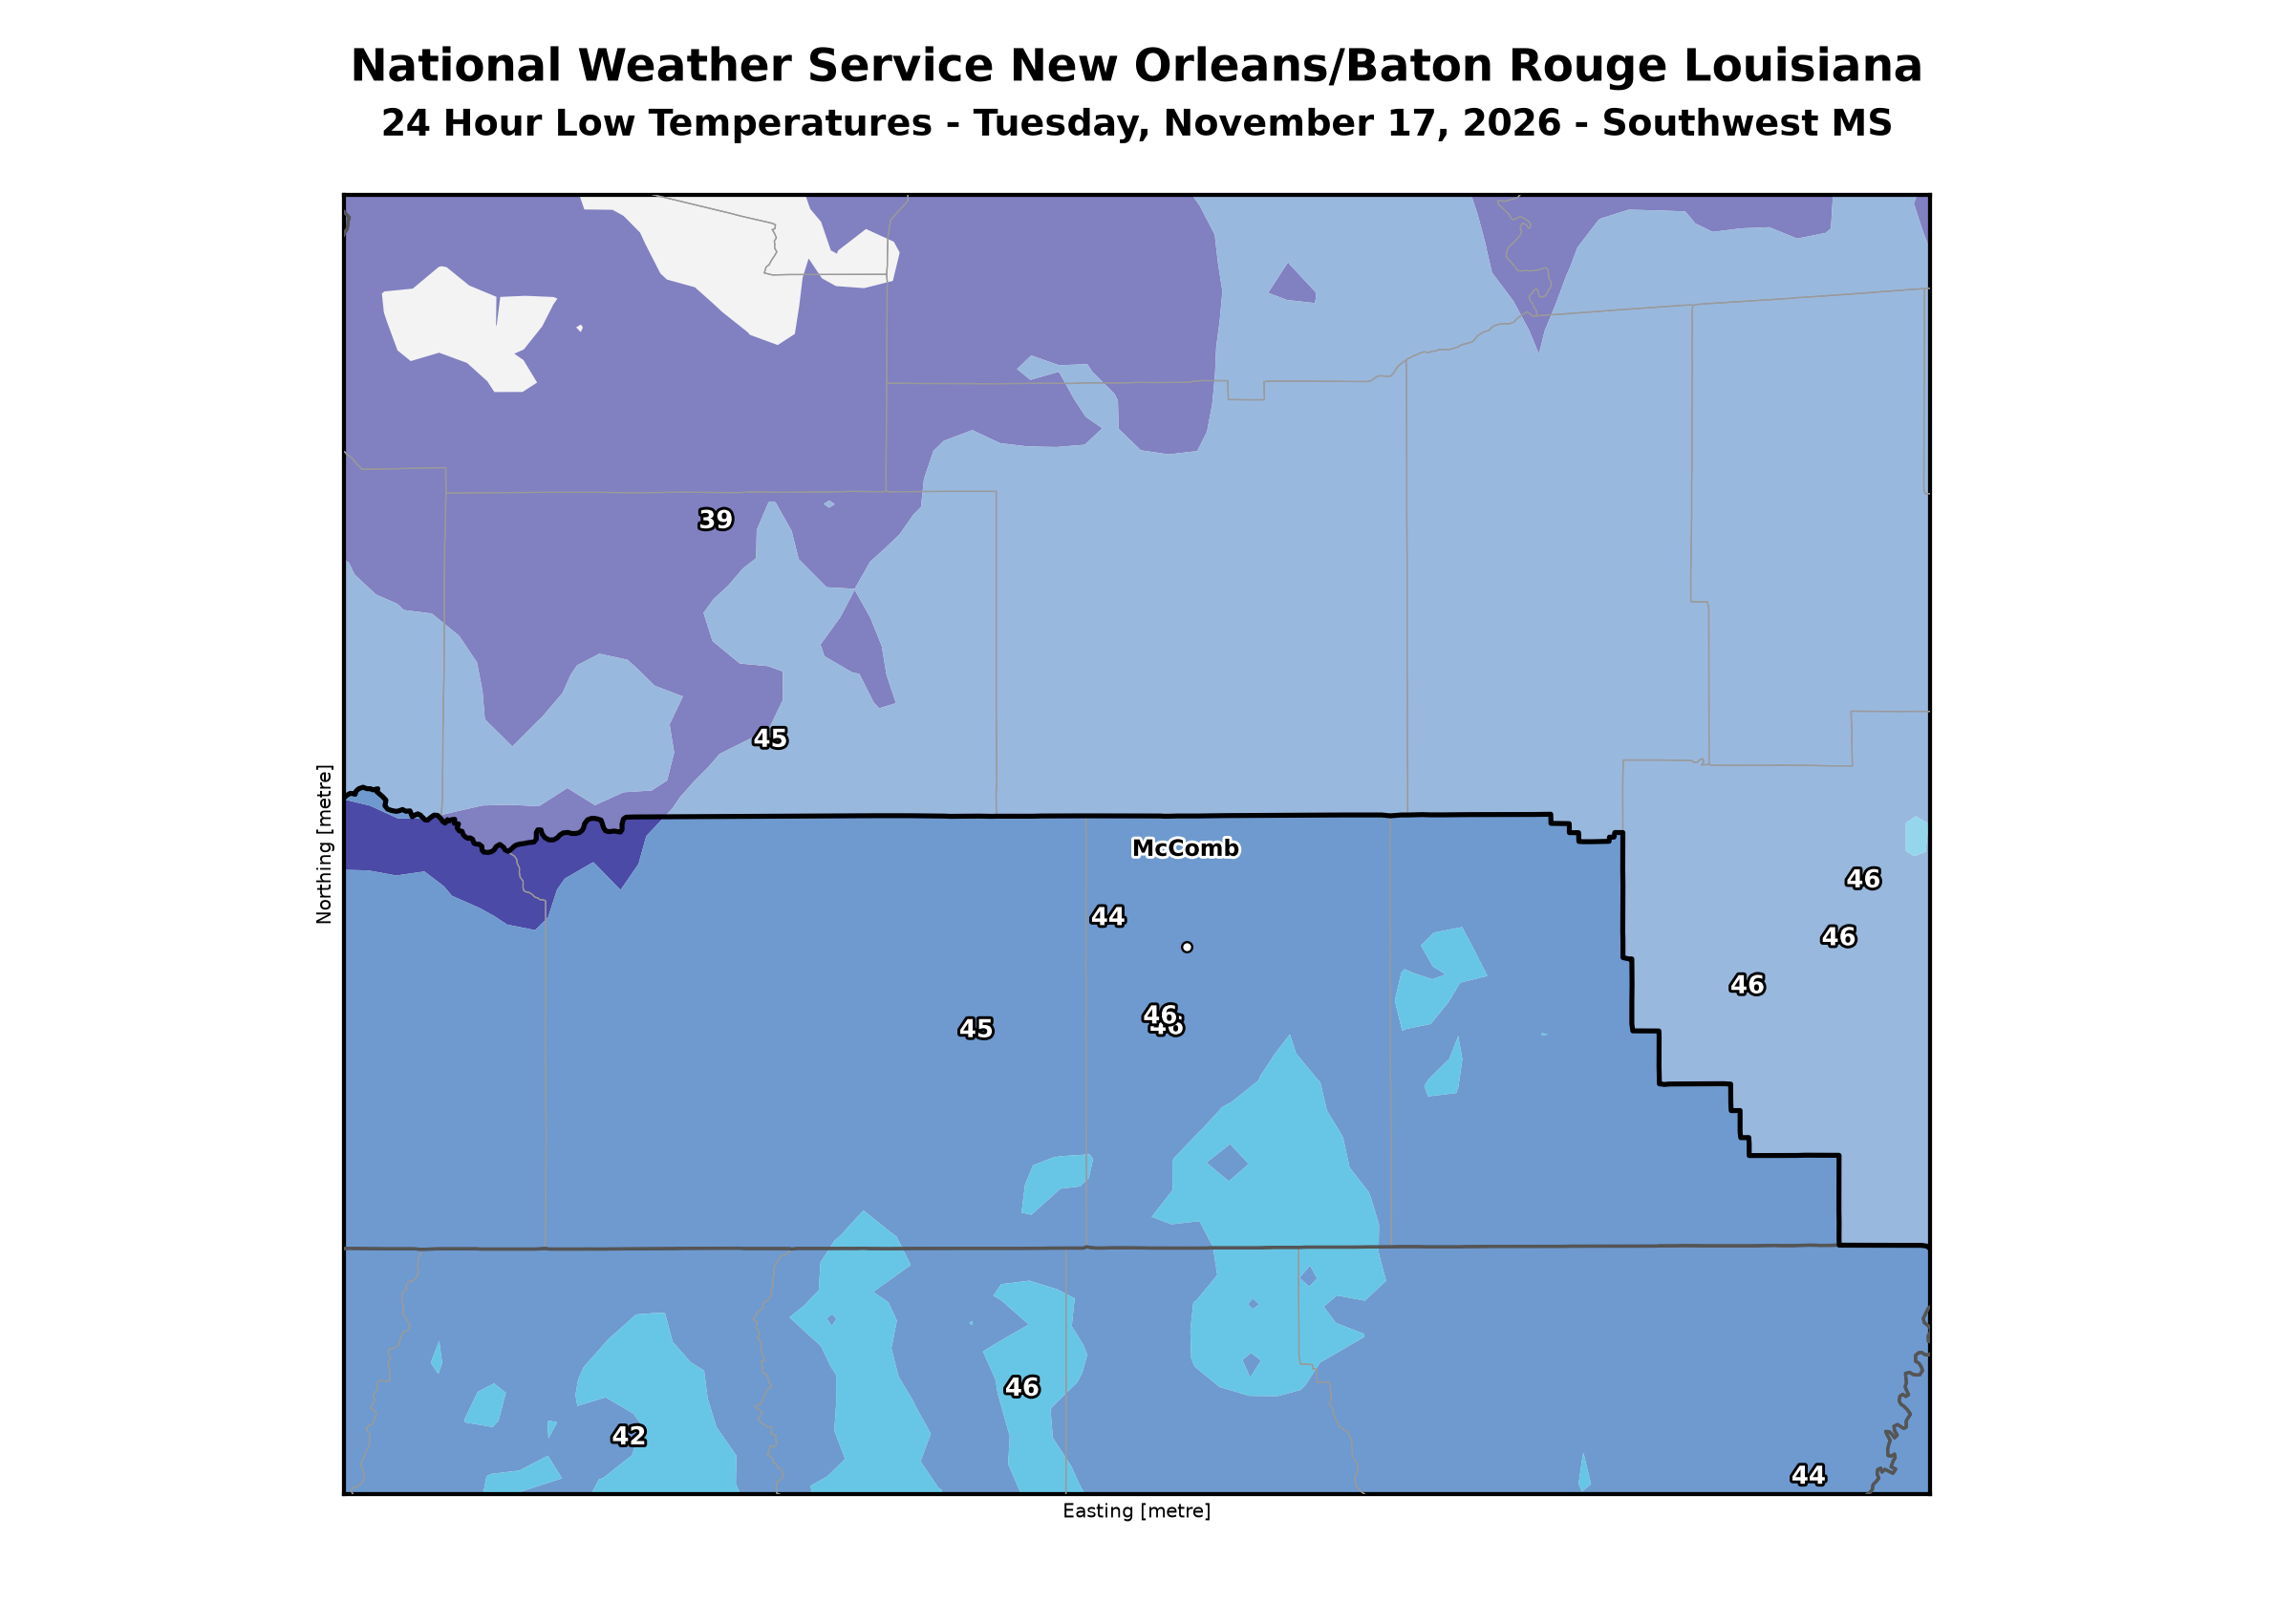 National Weather Service New Orleans/Baton Rouge Louisiana
24 Hour Low Temperatures - Tuesday, November 17, 2026 - Southwest MS
39
45
Northing [metre]
McComb
46
44
46
46
45
46
46
42
44
Easting [metre]